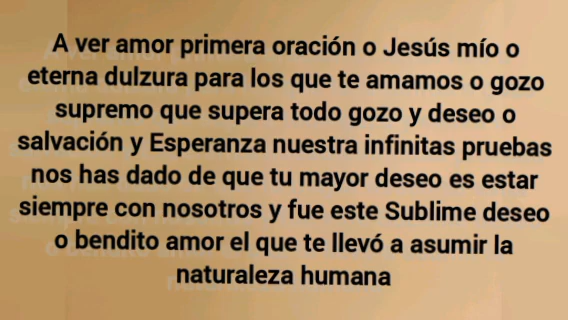 A ver amor primera oración o Jesús mío o
eterna dulzura para los que te amamos o gozo
supremo que supera todo gozo y deseo o
salvación y Esperanza nuestra infinitas pruebas
nos has dado de que tu mayor deseo es estar
siempre con nosotros y fue este Sublime deseo
o bendito amor el que te llevó a asumir la
naturaleza humana